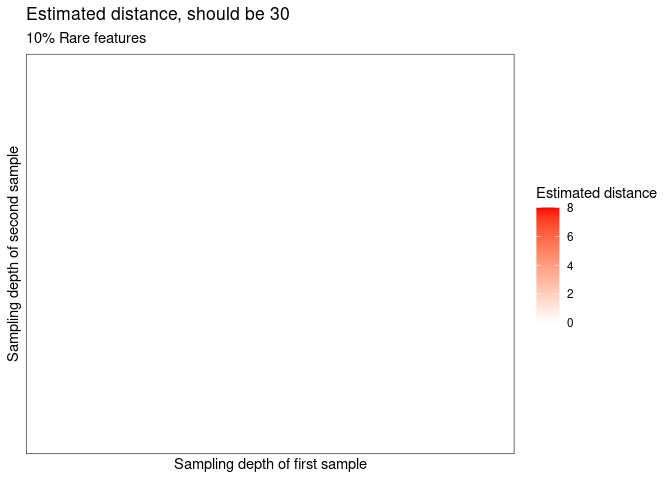 Estimated distance, should be 30
10% Rare features
Sampling depth of second sample
Sampling depth of first sample
Estimated distance
8
6
4
2
0